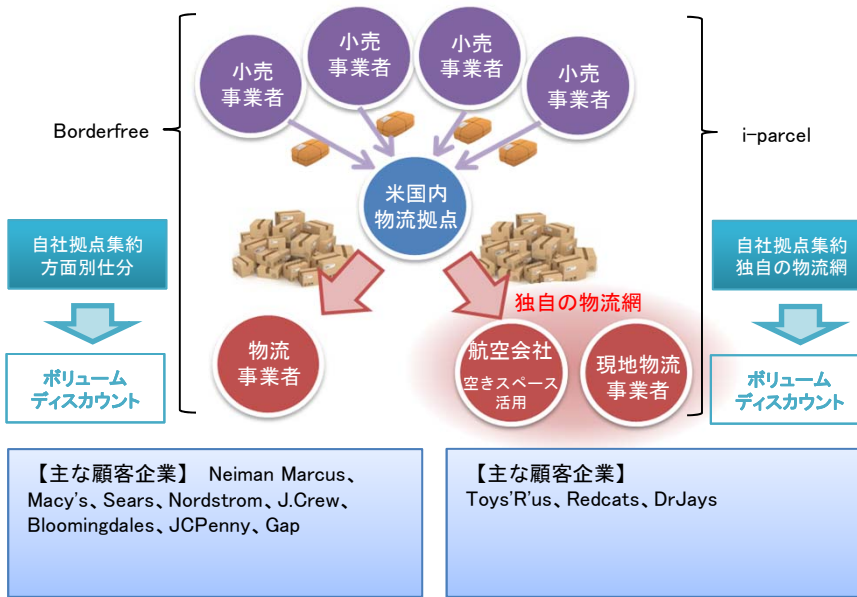 小売
事業者
小売
事業者
小売
事業者
小売
事業者
Borderfree
i-parcel
米国内
物流拠点
自社拠点集約
方面別仕分
自社拠点集約
独自の物流網
独自の物流網
物流
事業者
航空会社
空きスペース
活用
現地物流
事業者
ボリューム
ディスカウント
ボリューム
ディスカウント
【主な顧客企業】 Neiman Marcus、
Macy's、Sears、Nordstrom、J.Crew、
Bloomingdales、JCPenny、Gap
【主な顧客企業】
Toys'R'us、Redcats、DrJays